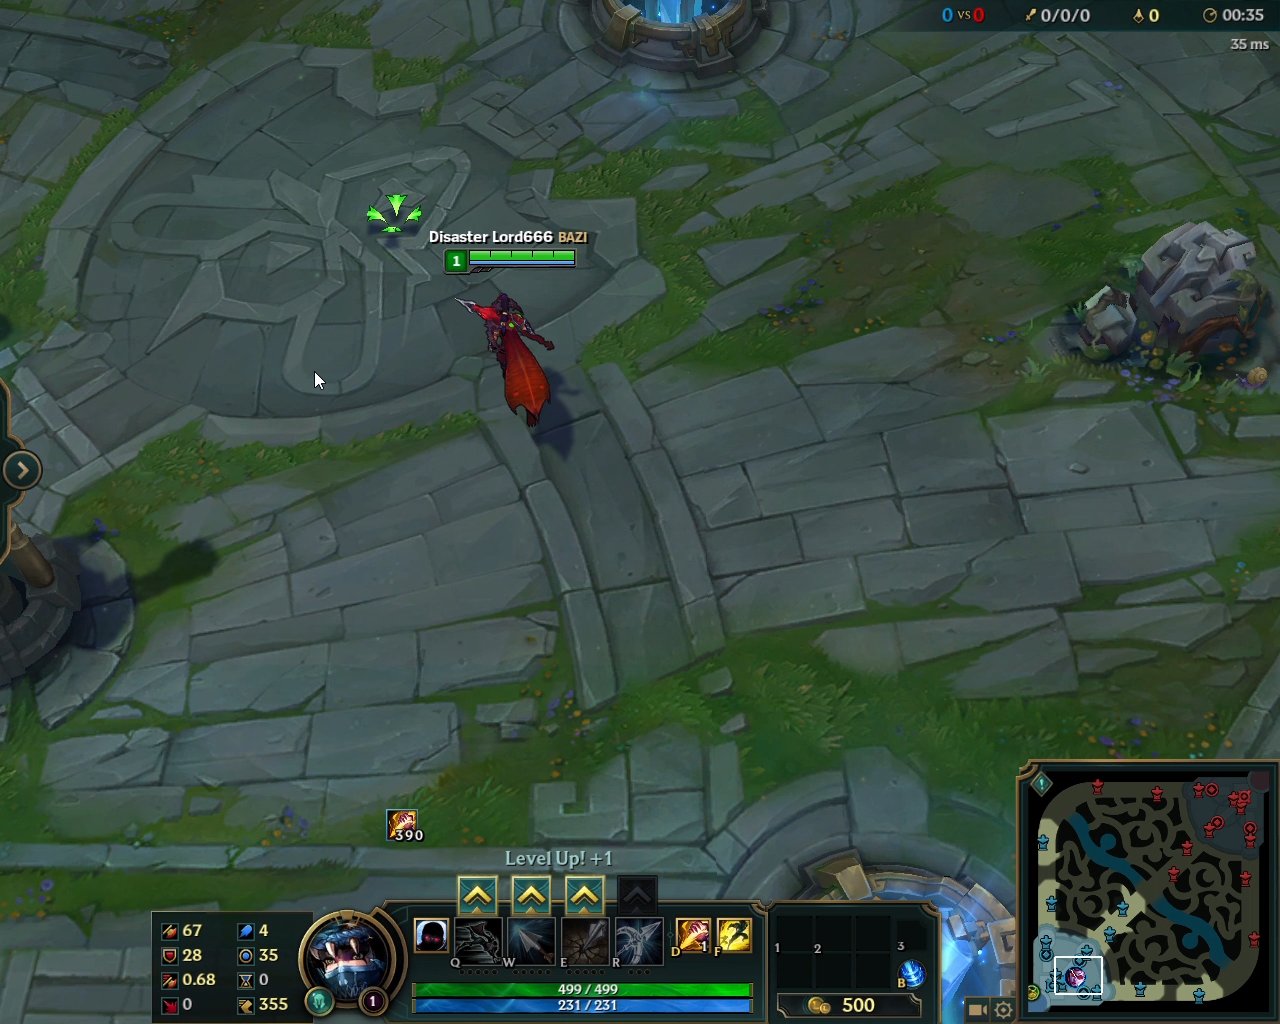 0 vs 0 0/0/0 0 00:35
35 ms
Disaster Lord666 BAZI
1
390
Level Up! +1
67 4
28 35
0.68 0
0 355
1
Q W E R D 1 F
499 / 499
231 / 231
1 2 3
B
500